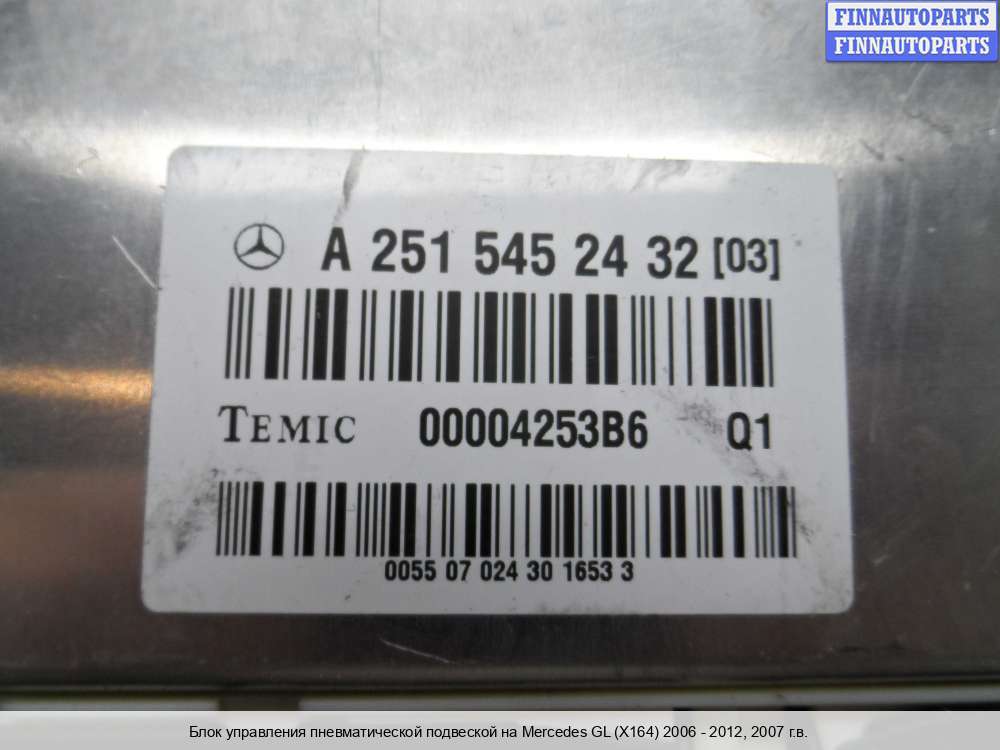 FINNAUTOPARTS
FINNAUTOPARTS
A 251 545 24 32 [03]
TEMIC 00004253B6 Q1
0055 07 024 30 1653 3
Блок управления пневматической подвеской на Mercedes GL (X164) 2006 - 2012, 2007 г.в.